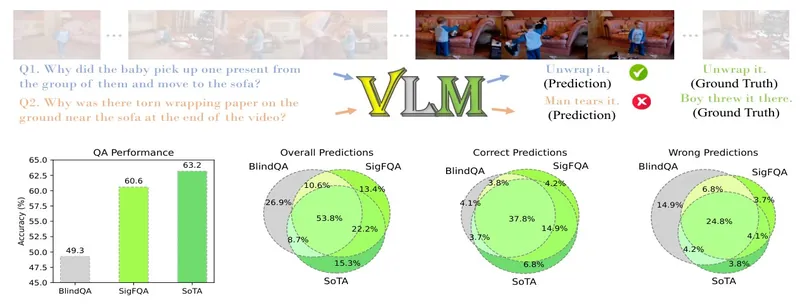 Q1. Why did the baby pick up one present from
the group of them and move to the sofa?
Q2. Why was there torn wrapping paper on the
ground near the sofa at the end of the video?
VLM
Unwrap it.
(Prediction)
Man tears it.
(Prediction)
Unwrap it.
(Ground Truth)
Boy threw it there.
(Ground Truth)
QA Performance
Accuracy (%)
65.0
62.5
60.0
57.5
55.0
52.5
50.0
47.5
45.0
49.3
60.6
63.2
BlindQA
SigFQA
SoTA
Overall Predictions
BlindQA
SigFQA
10.6%
13.4%
26.9%
53.8%
22.2%
8.7%
15.3%
SoTA
Correct Predictions
BlindQA
SigFQA
3.8%
4.2%
4.1%
37.8%
14.9%
3.7%
6.8%
SoTA
Wrong Predictions
BlindQA
SigFQA
6.8%
3.7%
14.9%
24.8%
4.1%
4.2%
3.8%
SoTA